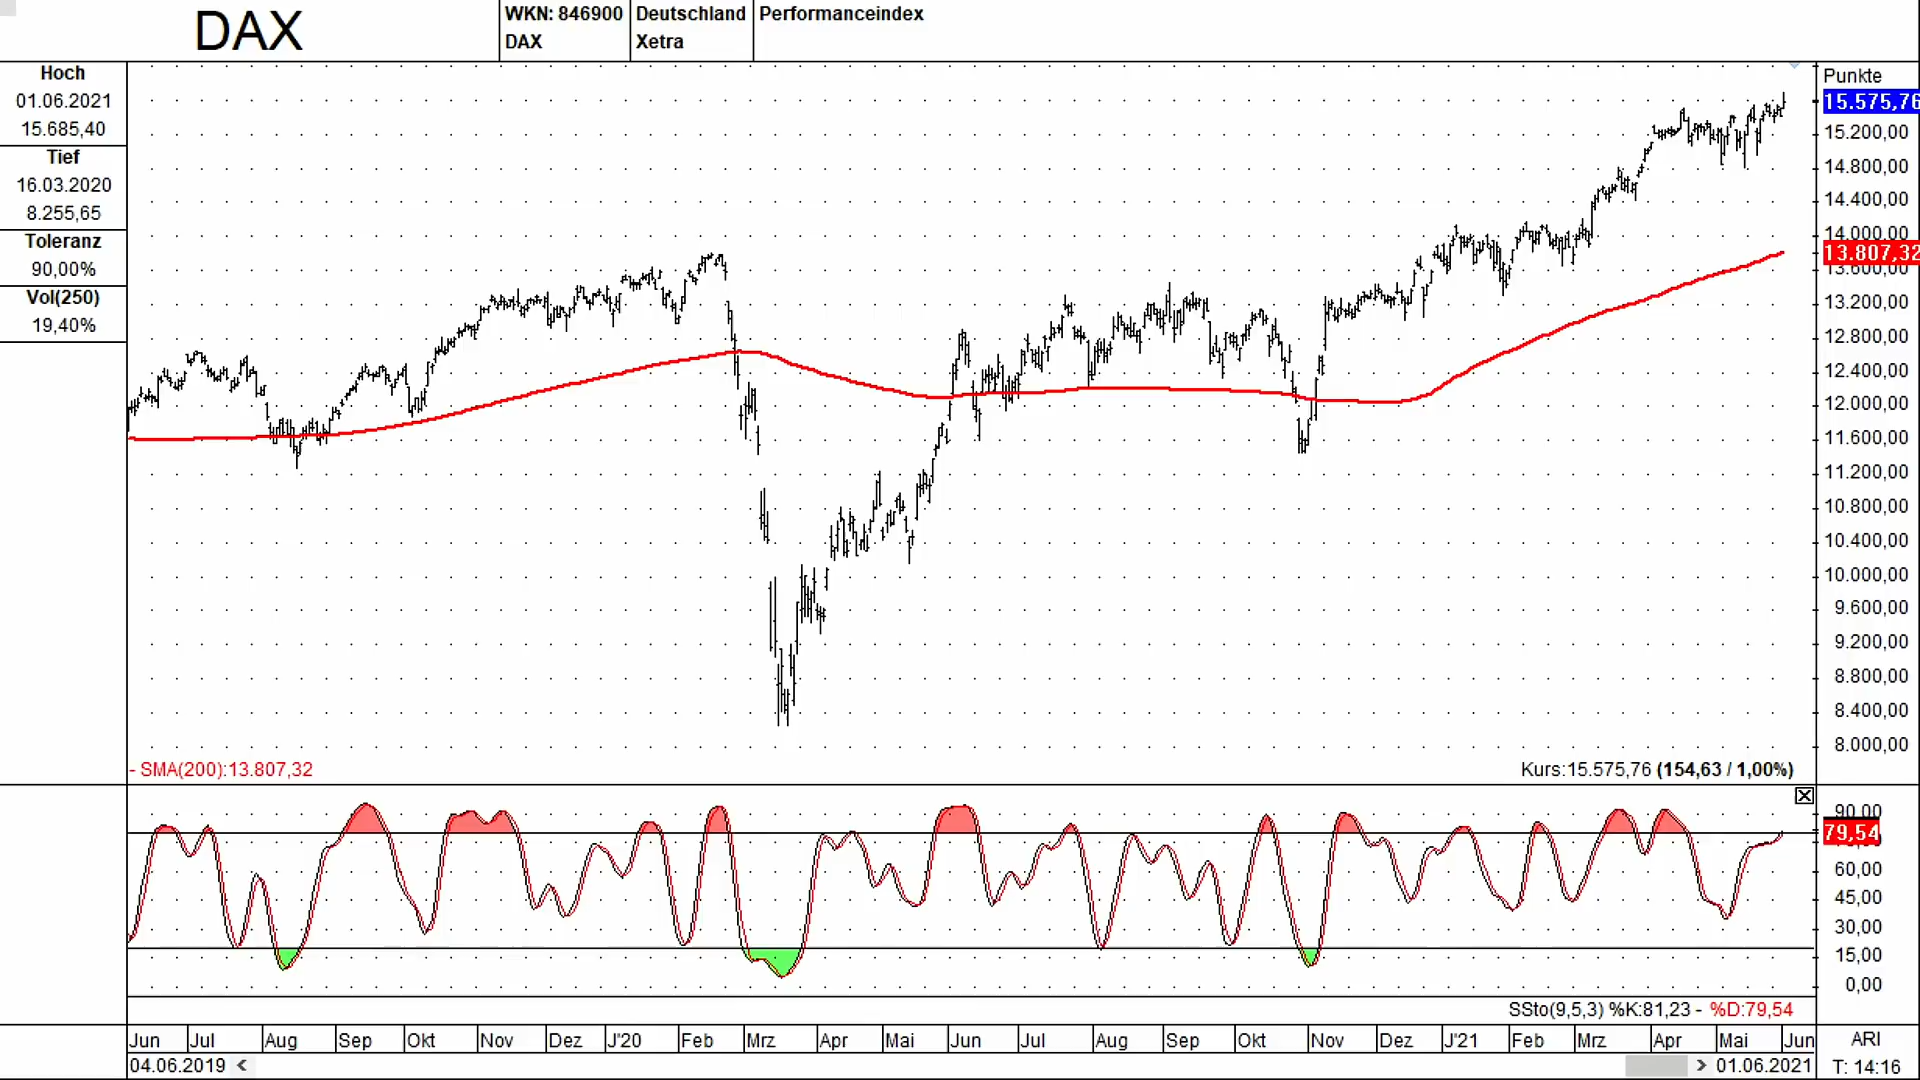 DAX
WKN: 846900
DAX
Deutschland
Xetra
Performanceindex
Hoch
01.06.2021
15.685,40
Tief
16.03.2020
8.255,65
Toleranz
90,00%
Vol(250)
19,40%
Punkte
15.575,76
15.200,00
14.800,00
14.400,00
14.000,00
13.807,32
13.600,00
13.200,00
12.800,00
12.400,00
12.000,00
11.600,00
11.200,00
10.800,00
10.400,00
10.000,00
9.600,00
9.200,00
8.800,00
8.400,00
8.000,00
- SMA(200):13.807,32
Kurs:15.575,76 (154,63 / 1,00%)
90,00
79,54
60,00
45,00
30,00
15,00
0,00
SSto(9,5,3) %K:81,23 - %D:79,54
Jun Jul Aug Sep Okt Nov Dez J'20 Feb Mrz Apr Mai Jun Jul Aug Sep Okt Nov Dez J'21 Feb Mrz Apr Mai Jun
ARI
04.06.2019 <
> 01.06.2021
T: 14:16